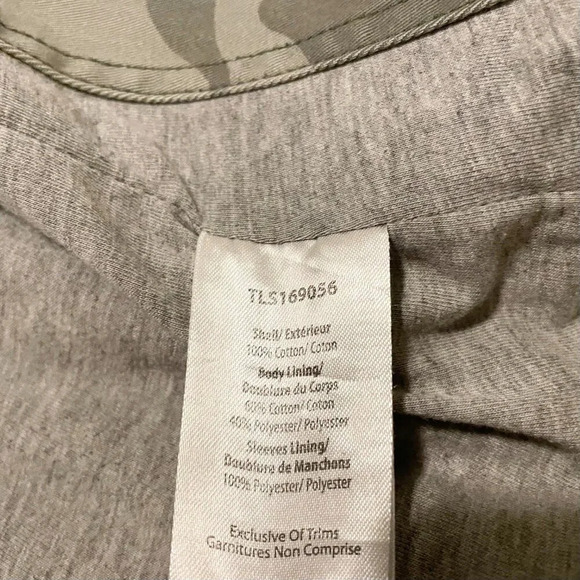 TLS169056
Shell/ Extérieur
100% Cotton/ Coton
Body Lining/
Doublure du Corps
60% Cotton/ Coton
40% Polyester/ Polyester
Sleeves Lining/
Doublure de Manchons
100% Polyester/ Polyester
Exclusive Of Trims
Garnitures Non Comprise